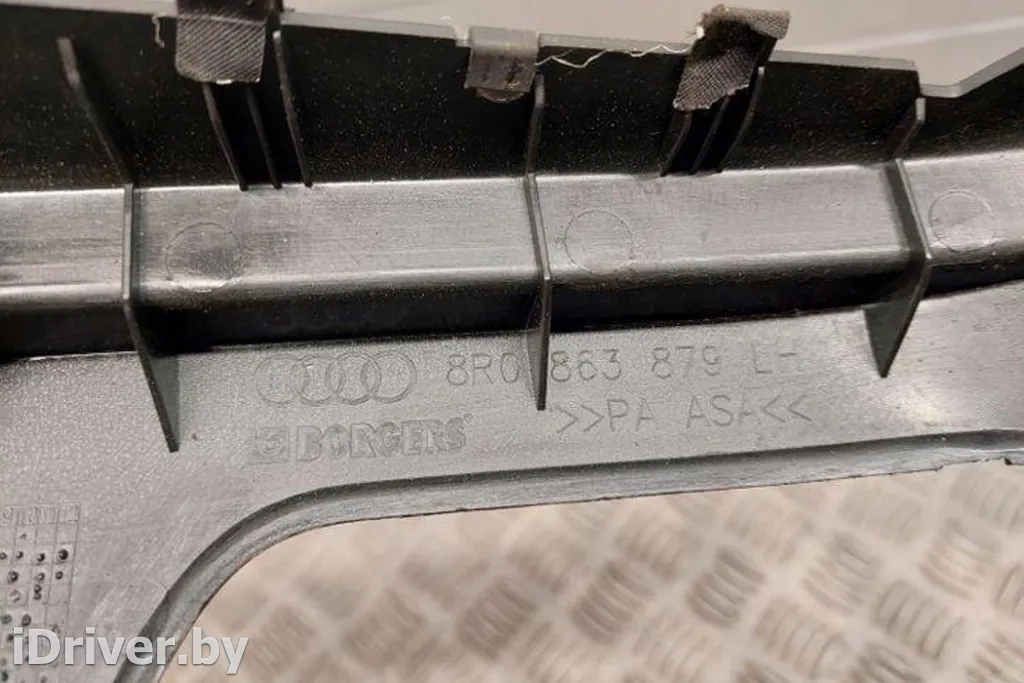 8R0 863 879 LH
BORGERS®
>>PA ASA<<
iDriver.by